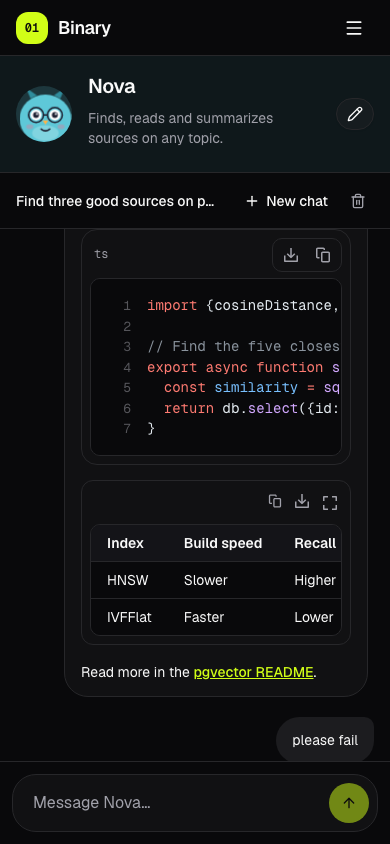 01 Binary
Nova
Finds, reads and summarizes
sources on any topic.
Find three good sources on p...
+ New chat
ts
1 import {cosineDistance,
2
3 // Find the five closes
4 export async function s
5 const similarity = sq
6 return db.select({id:
7 }
Index Build speed Recall
HNSW Slower Higher
IVFFlat Faster Lower
Read more in the pgvector README.
please fail
Message Nova...